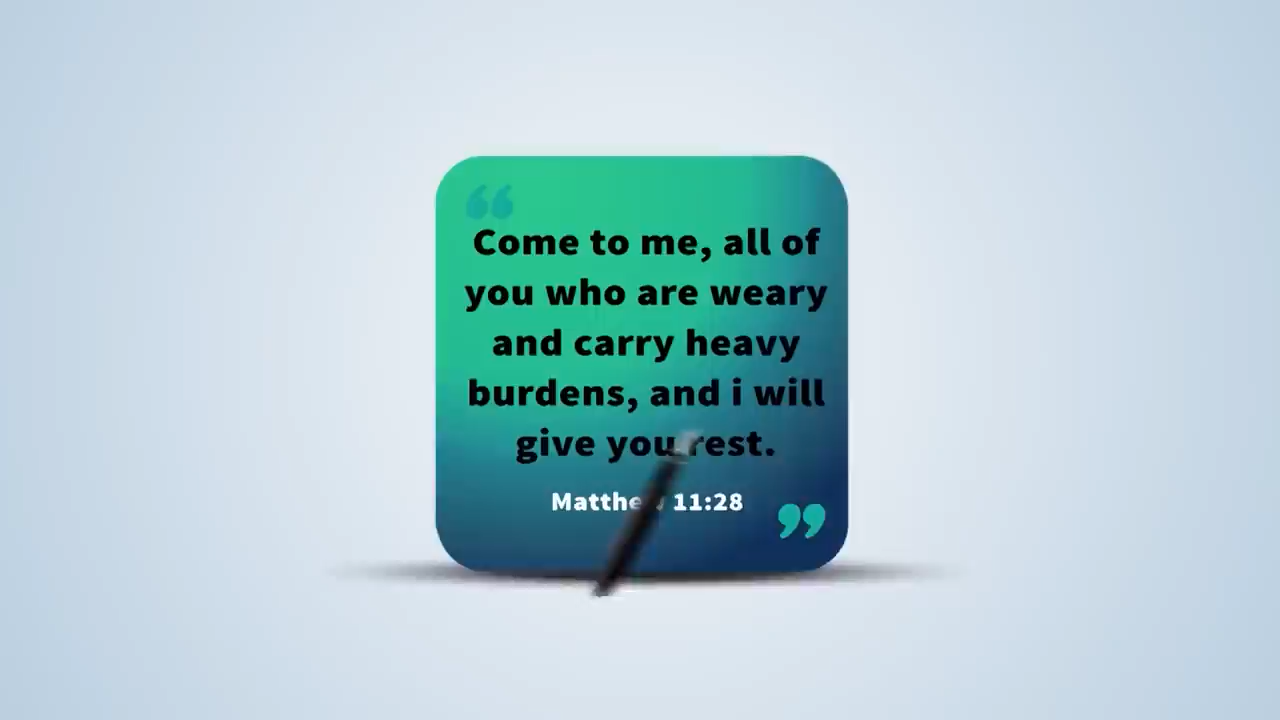 “
Come to me, all of
you who are weary
and carry heavy
burdens, and i will
give you rest.
Matthew 11:28
”